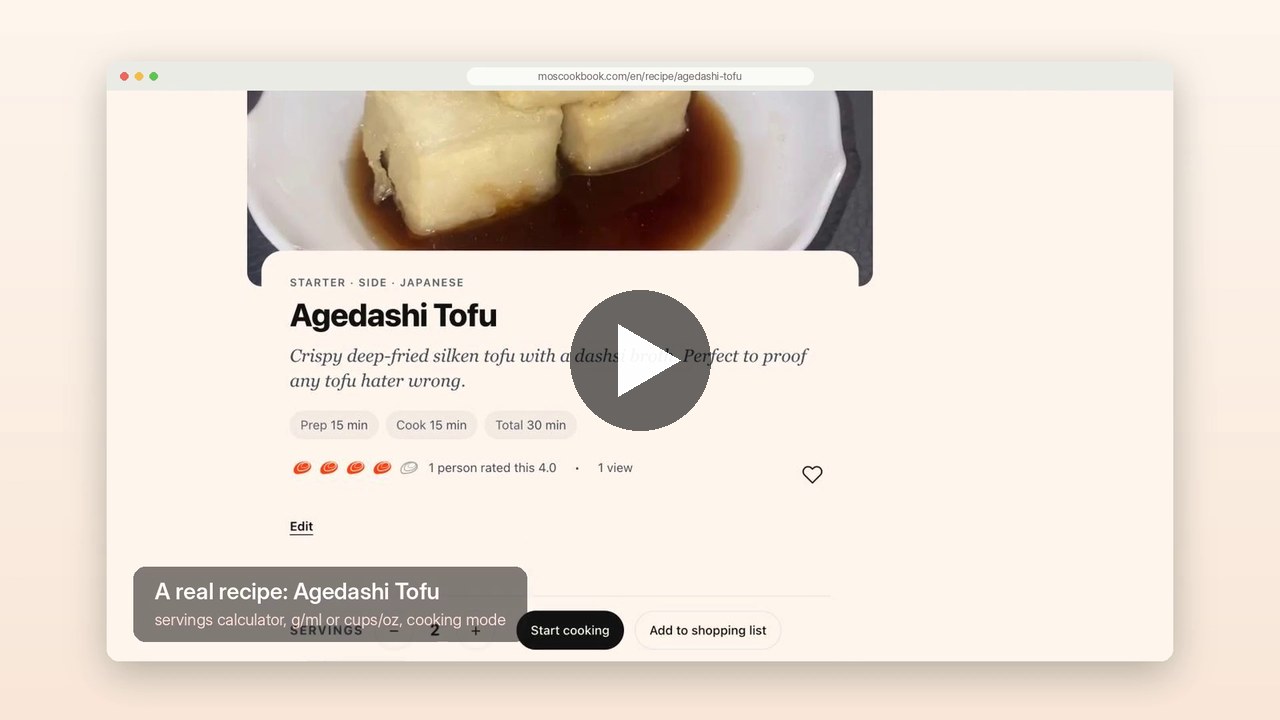 moscookbook.com/en/recipe/agedashi-tofu
STARTER · SIDE · JAPANESE
Agedashi Tofu
Crispy deep-fried silken tofu with a dashi broth. Perfect to proof
any tofu hater wrong.
Prep 15 min Cook 15 min Total 30 min
1 person rated this 4.0 • 1 view
Edit
A real recipe: Agedashi Tofu
servings calculator, g/ml or cups/oz, cooking mode
SERVINGS − 2 + Start cooking Add to shopping list